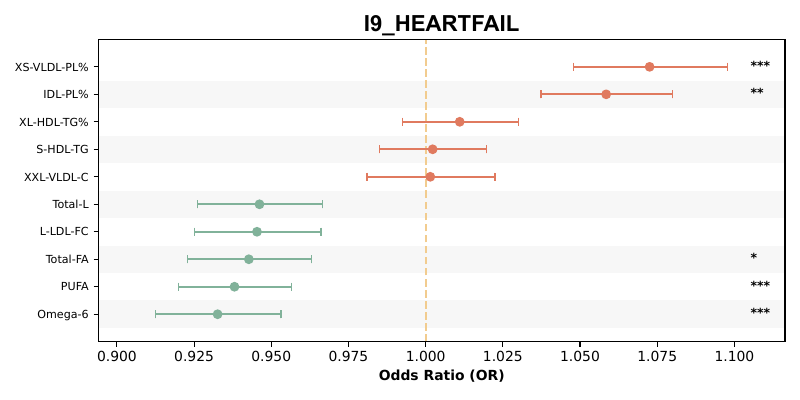 I9_HEARTFAIL
XS-VLDL-PL% ***
IDL-PL% **
XL-HDL-TG%
S-HDL-TG
XXL-VLDL-C
Total-L
L-LDL-FC
Total-FA *
PUFA ***
Omega-6 ***
0.900 0.925 0.950 0.975 1.000 1.025 1.050 1.075 1.100
Odds Ratio (OR)